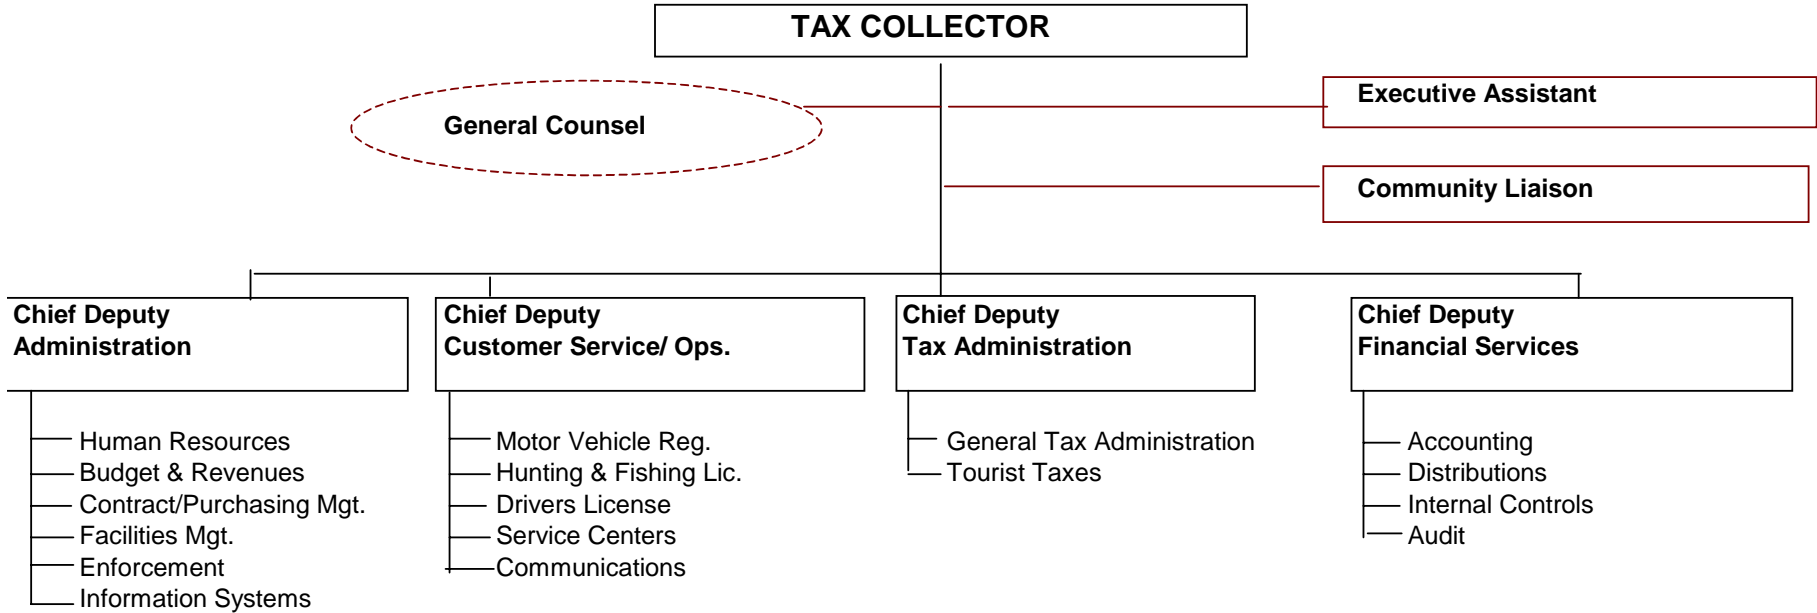 TAX COLLECTOR
General Counsel
Executive Assistant
Community Liaison
Chief Deputy
Administration
Human Resources
Budget & Revenues
Contract/Purchasing Mgt.
Facilities Mgt.
Enforcement
Information Systems
Chief Deputy
Customer Service/ Ops.
Motor Vehicle Reg.
Hunting & Fishing Lic.
Drivers License
Service Centers
Communications
Chief Deputy
Tax Administration
General Tax Administration
Tourist Taxes
Chief Deputy
Financial Services
Accounting
Distributions
Internal Controls
Audit